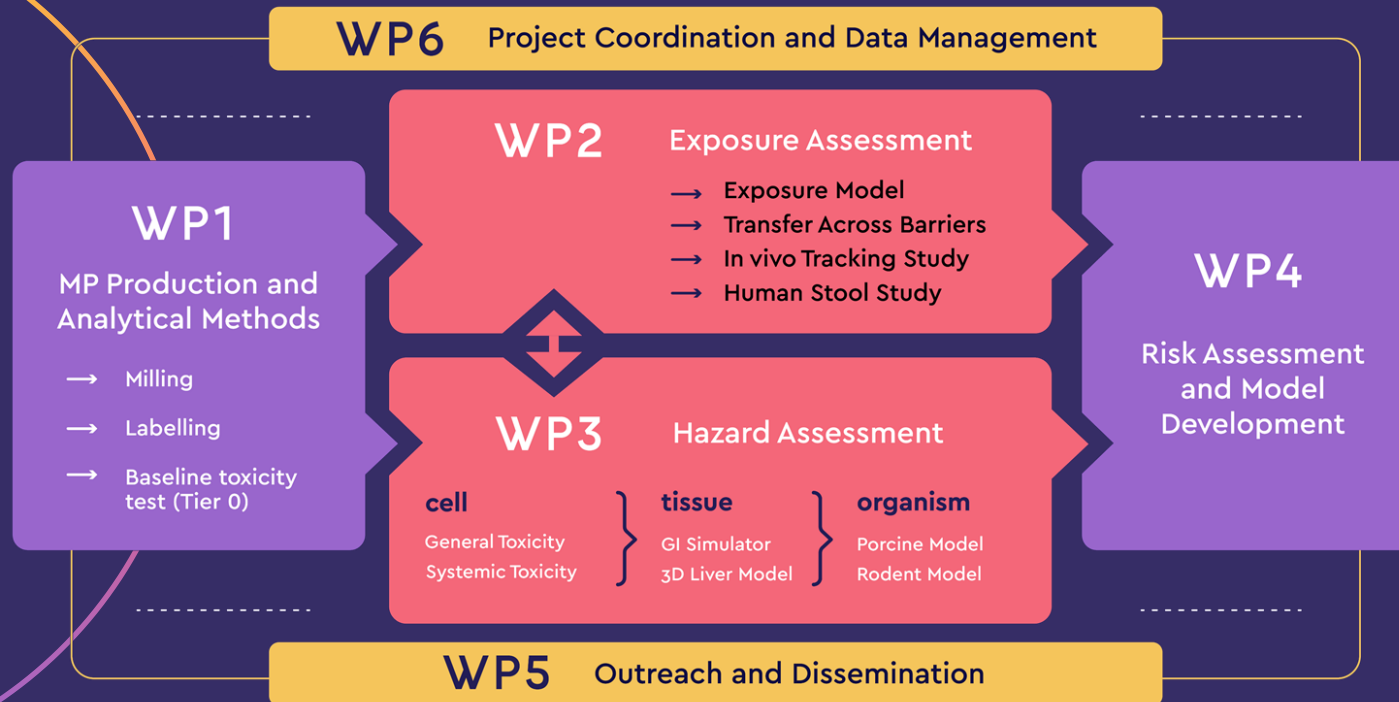 WP6 Project Coordination and Data Management
WP1
MP Production and
Analytical Methods
→ Milling
→ Labelling
→ Baseline toxicity
test (Tier 0)
WP2 Exposure Assessment
→ Exposure Model
→ Transfer Across Barriers
→ In vivo Tracking Study
→ Human Stool Study
WP3 Hazard Assessment
cell
General Toxicity
Systemic Toxicity
tissue
GI Simulator
3D Liver Model
organism
Porcine Model
Rodent Model
WP4
Risk Assessment
and Model
Development
WP5 Outreach and Dissemination